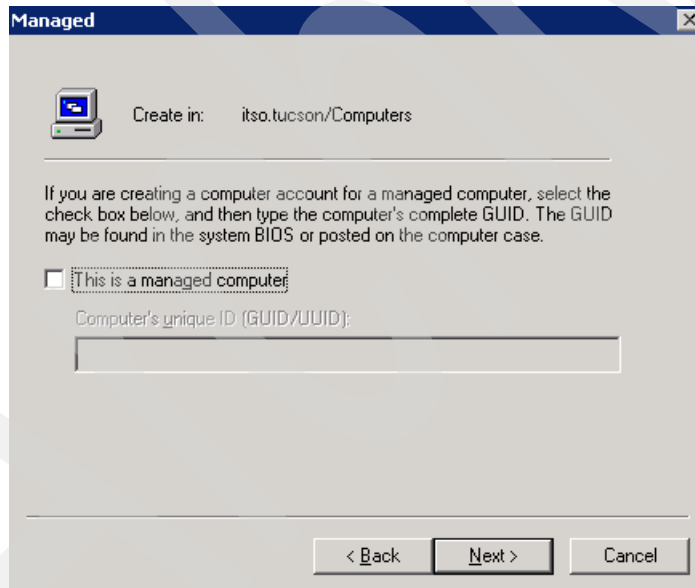 Managed
Create in: itso.tucson/Computers
If you are creating a computer account for a managed computer, select the
check box below, and then type the computer's complete GUID. The GUID
may be found in the system BIOS or posted on the computer case.
This is a managed computer
Computer's unique ID (GUID/UUID):
< Back Next > Cancel